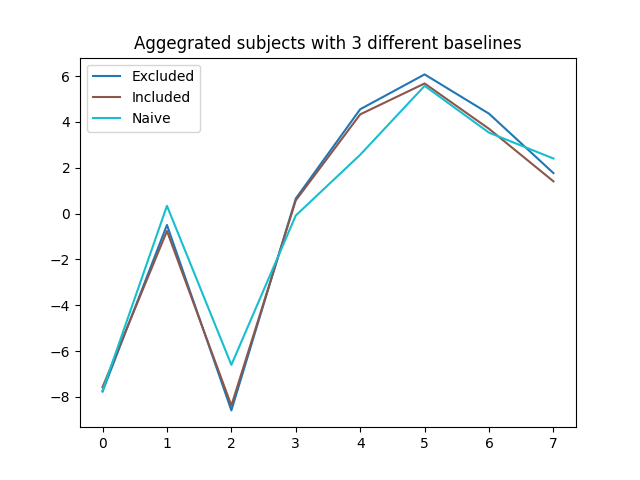 Aggegrated subjects with 3 different baselines
Excluded
Included
Naive
6
4
2
0
−2
−4
−6
−8
0 1 2 3 4 5 6 7